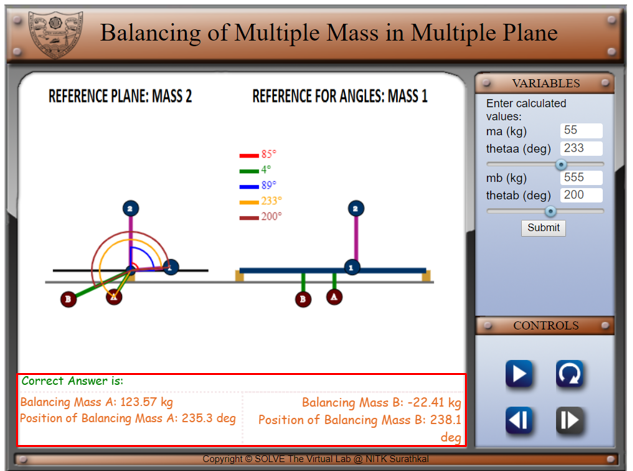 Balancing of Multiple Mass in Multiple Plane
REFERENCE PLANE: MASS 2
REFERENCE FOR ANGLES: MASS 1
85°
4°
89°
233°
200°
2
1
B
A
2
1
B
A
Correct Answer is:
Balancing Mass A: 123.57 kg
Position of Balancing Mass A: 235.3 deg
Balancing Mass B: -22.41 kg
Position of Balancing Mass B: 238.1
deg
VARIABLES
Enter calculated
values:
ma (kg) 55
thetaa (deg) 233
mb (kg) 555
thetab (deg) 200
Submit
CONTROLS
Copyright © SOLVE The Virtual Lab @ NITK Surathkal